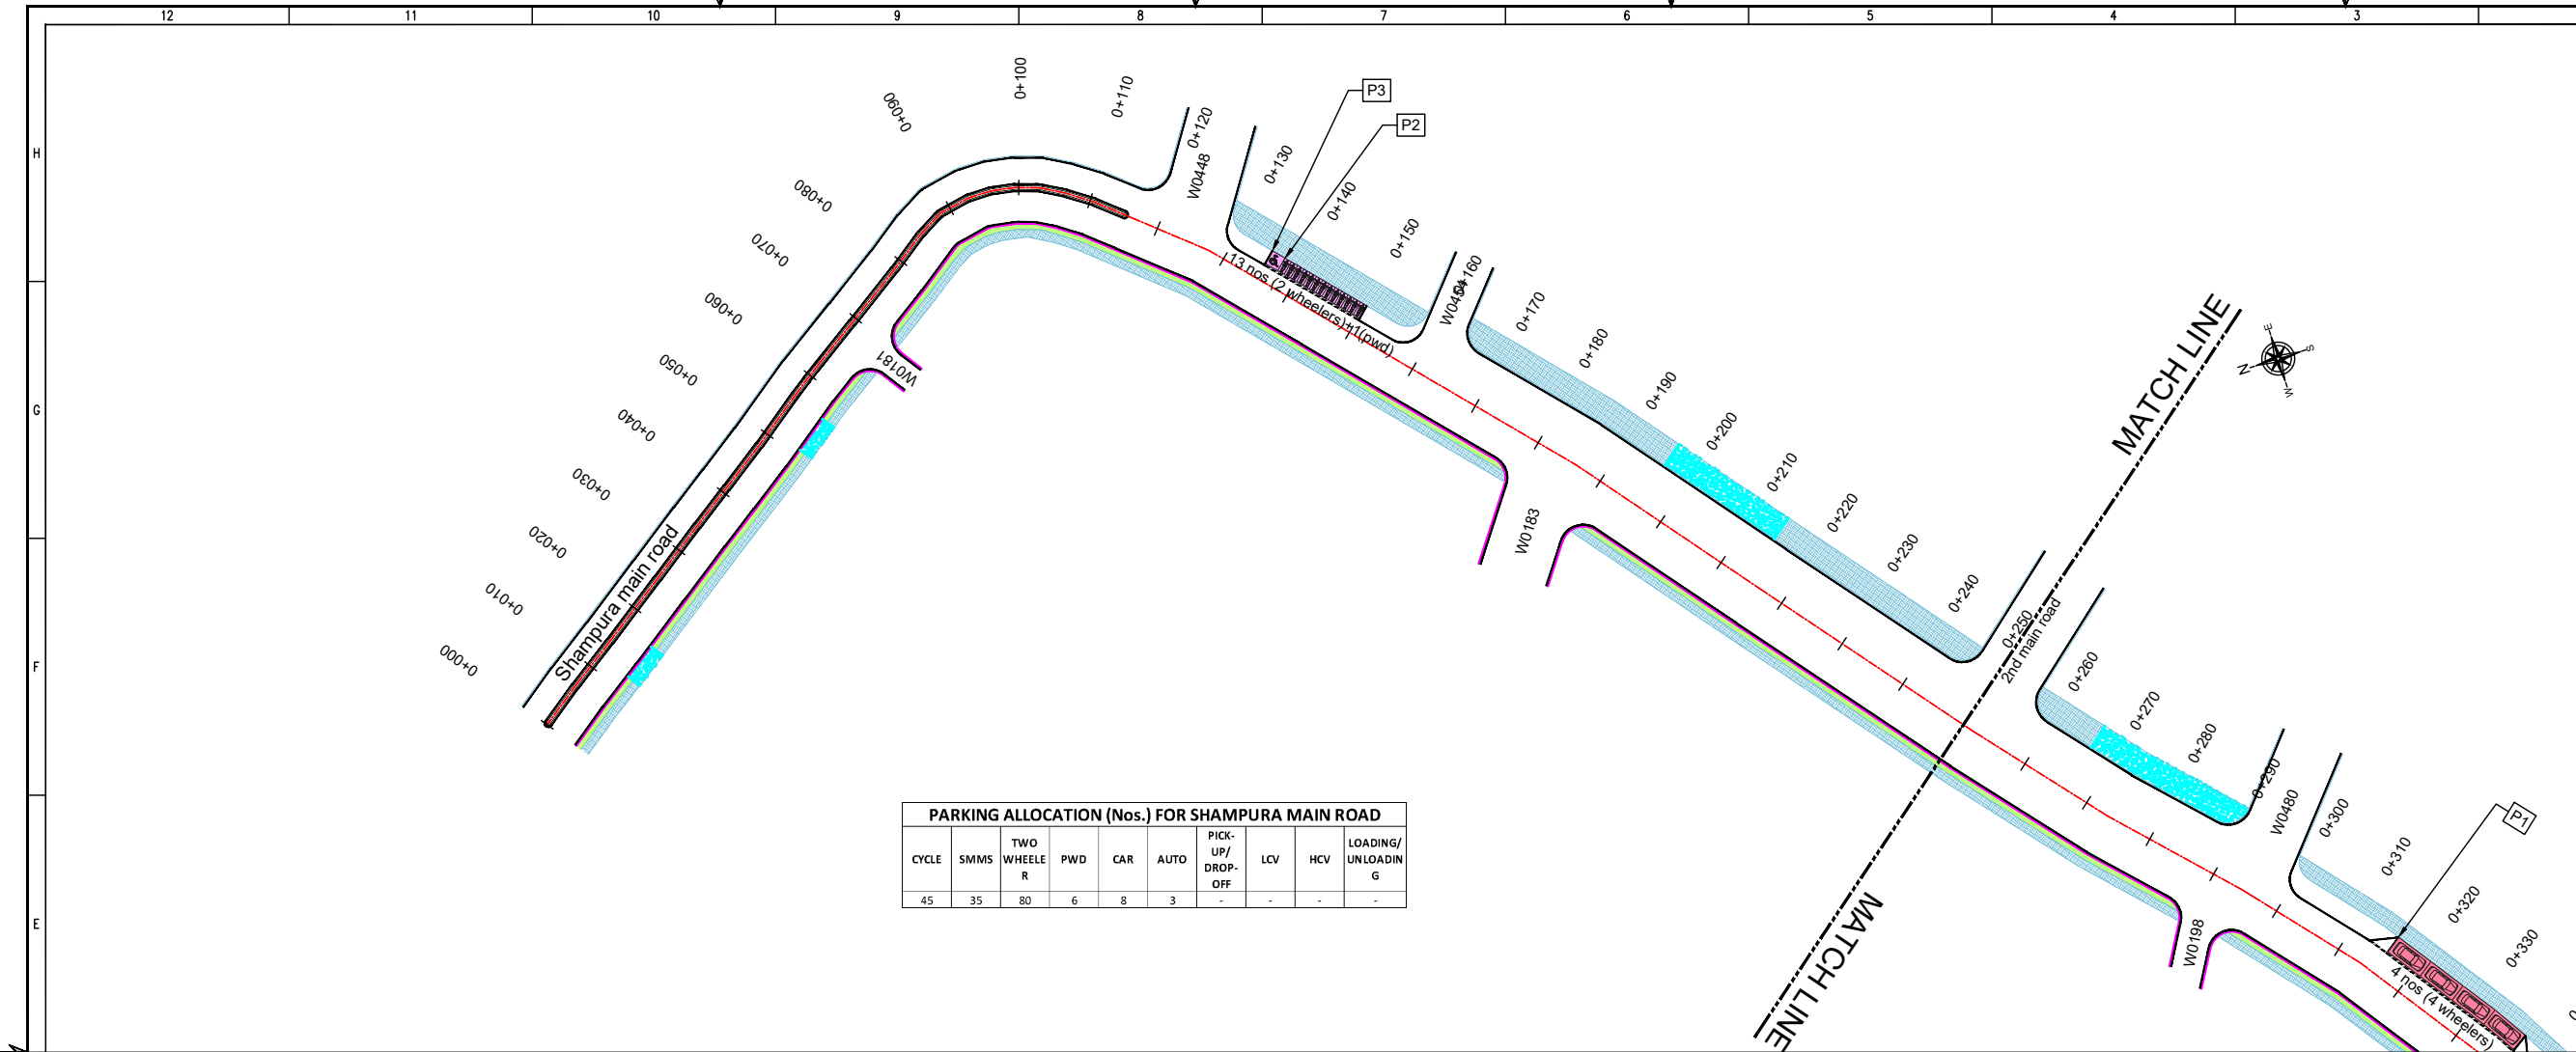 12 11 10 9 8 7 6 5 4 3
H
G
F
E
0+000
0+010
0+020
0+030
0+040
0+050
0+060
0+070
0+080
0+090
0+100
0+110
0+120
W0448
0+130
0+140
0+150
0+160
W0454
0+170
0+180
0+190
0+200
0+210
0+220
0+230
0+240
0+250
2nd main road
0+260
0+270
0+280
0+290
W0480
0+300
0+310
0+320
0+330
P3
P2
P1
13 nos (2 wheelers)+1(pwd)
4 nos (4 wheelers)
Shampura main road
W0181
W0183
W0198
MATCH LINE
MATCH LINE
N
E
S
W
PARKING ALLOCATION (Nos.) FOR SHAMPURA MAIN ROAD
CYCLE SMMS TWO WHEELE R PWD CAR AUTO PICK- UP/ DROP- OFF LCV HCV LOADING/ UNLOADIN G
45 35 80 6 8 3 - - - -